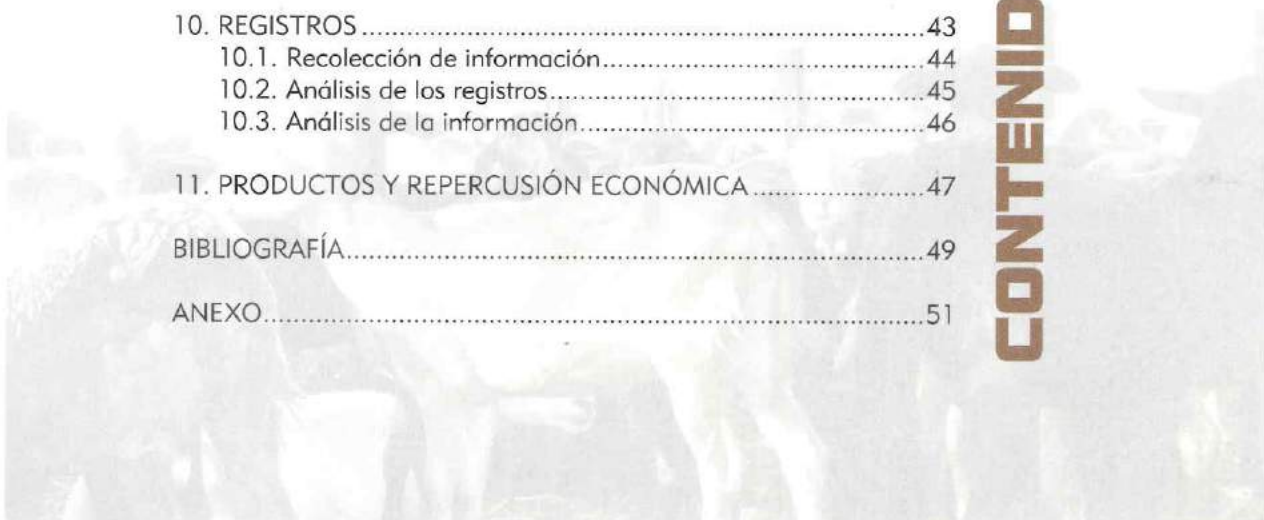 10. REGISTROS..........43
10.1. Recolección de información..........44
10.2. Análisis de los registros..........45
10.3. Análisis de la información..........46
11. PRODUCTOS Y REPERCUSIÓN ECONÓMICA..........47
BIBLIOGRAFÍA..........49
ANEXO..........51
CONTENID